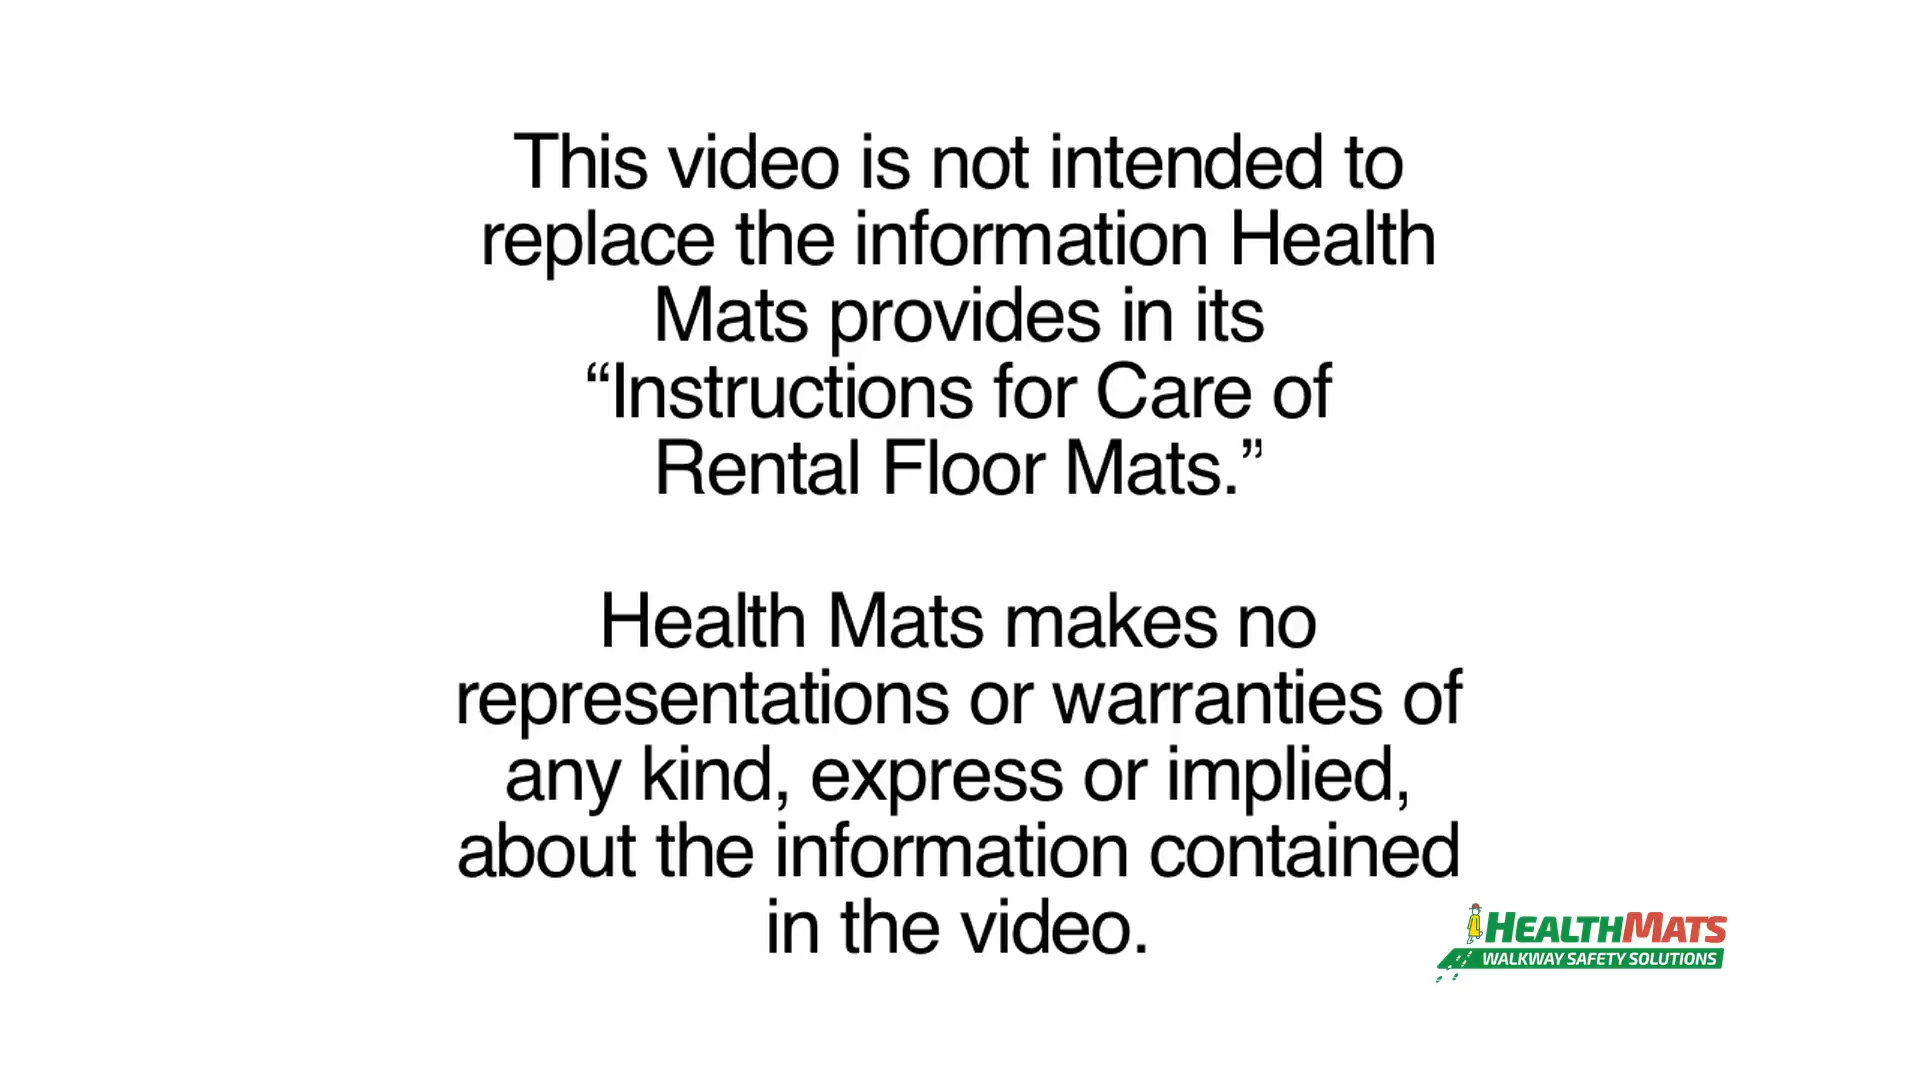 This video is not intended to
replace the information Health
Mats provides in its
“Instructions for Care of
Rental Floor Mats.”
Health Mats makes no
representations or warranties of
any kind, express or implied,
about the information contained
in the video.
HEALTHMATS
WALKWAY SAFETY SOLUTIONS